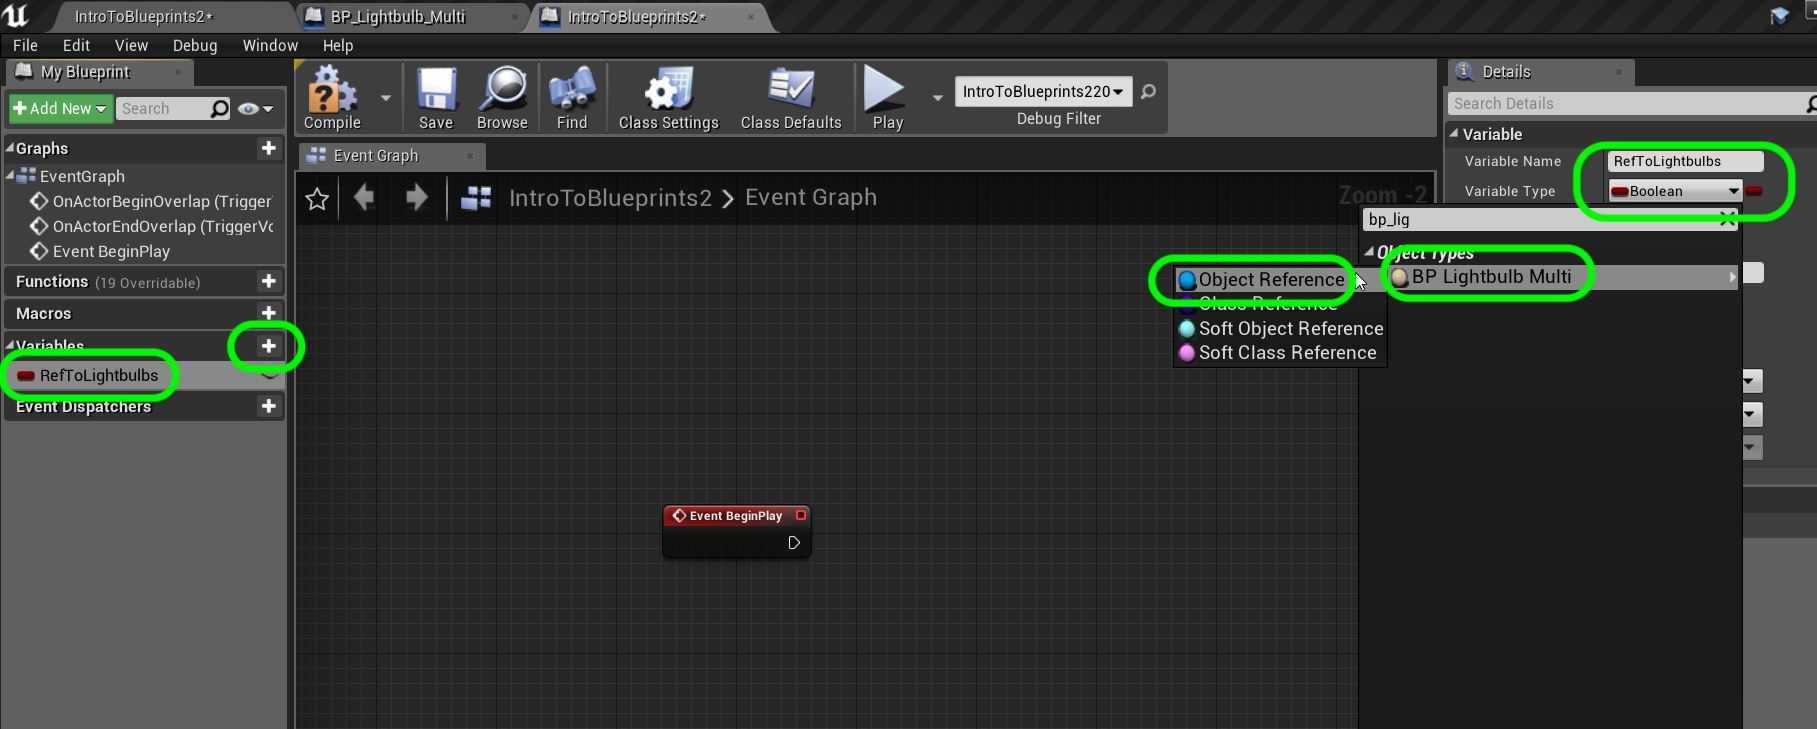 IntroToBlueprints2*
BP_Lightbulb_Multi
IntroToBlueprints2*
File Edit View Debug Window Help
My Blueprint
Add New
Search
Graphs
EventGraph
OnActorBeginOverlap (Trigger
OnActorEndOverlap (TriggerVo
Event BeginPlay
Functions (19 Overridable)
Macros
Variables
RefToLightbulbs
Event Dispatchers
Compile
Save
Browse
Find
Class Settings
Class Defaults
Play
IntroToBlueprints220
Debug Filter
Event Graph
IntroToBlueprints2 > Event Graph
Zoom -2
Event BeginPlay
Details
Search Details
Variable
Variable Name RefToLightbulbs
Variable Type Boolean
bp_lig
Object Types
BP Lightbulb Multi
Object Reference
Class Reference
Soft Object Reference
Soft Class Reference